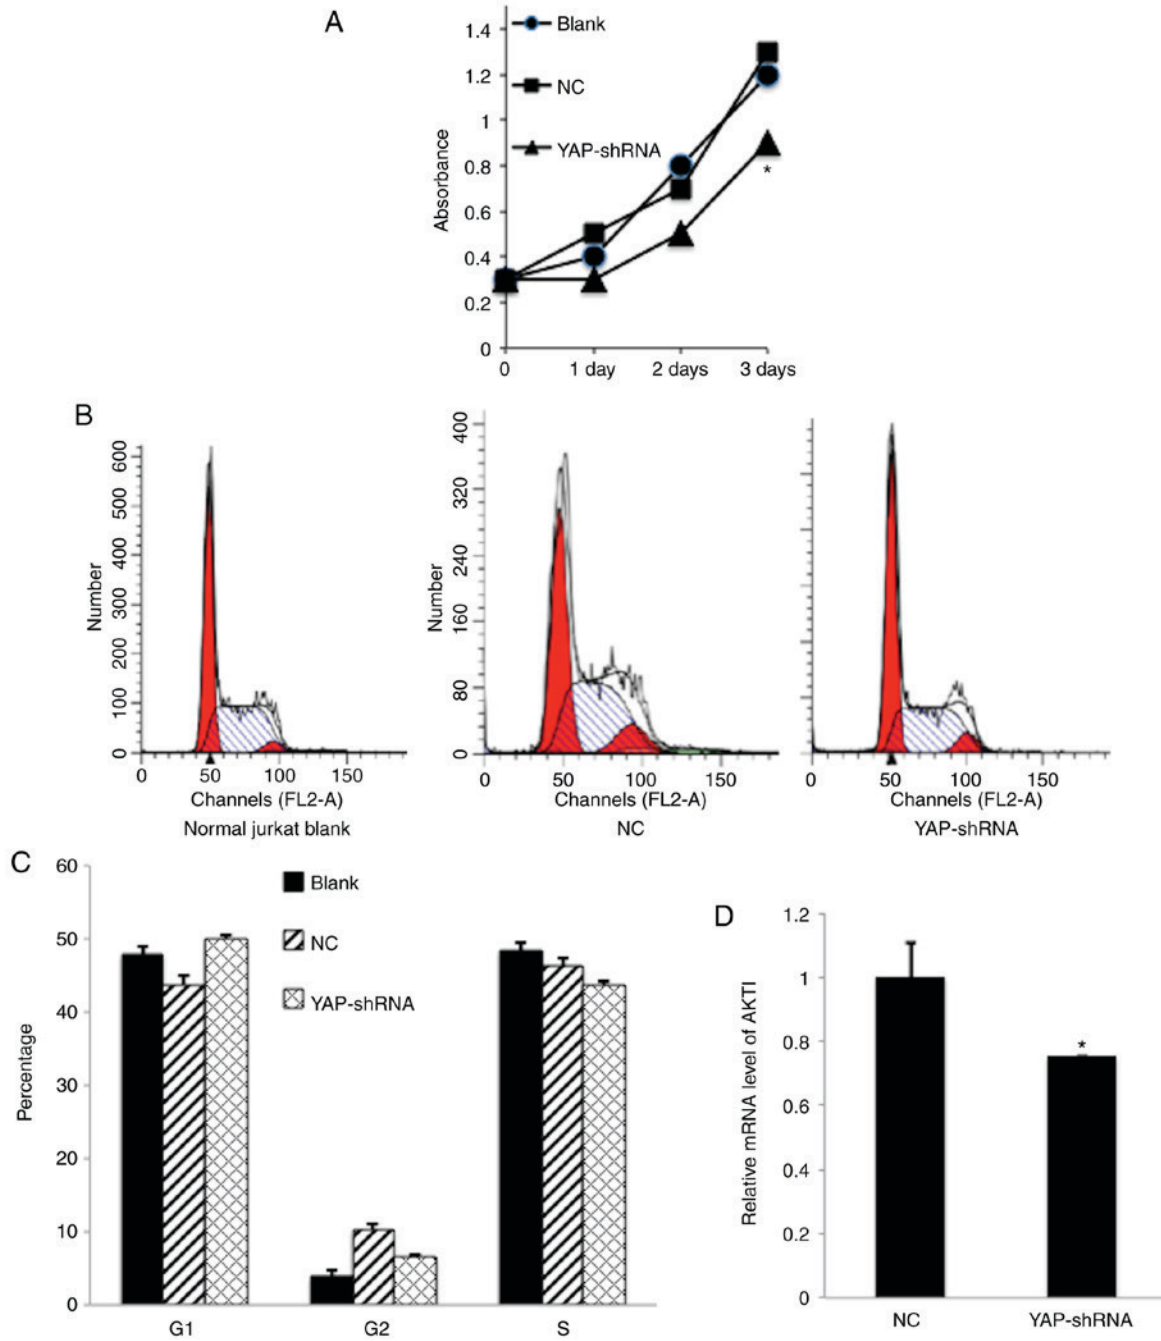 A
1.4
1.2
1
0.8
0.6
0.4
0.2
0
Absorbance
Blank
NC
YAP-shRNA
*
0 1 day 2 days 3 days
B
600
500
400
300
200
100
0
Number
0 50 100 150
Channels (FL2-A)
Normal jurkat blank
400
320
240
160
80
0
Number
0 50 100 150
Channels (FL2-A)
NC
0 50 100 150
Channels (FL2-A)
YAP-shRNA
C
60
50
40
30
20
10
0
Percentage
Blank
NC
YAP-shRNA
G1 G2 S
D
1.2
1
0.8
0.6
0.4
0.2
0
Relative mRNA level of AKTI
*
NC YAP-shRNA